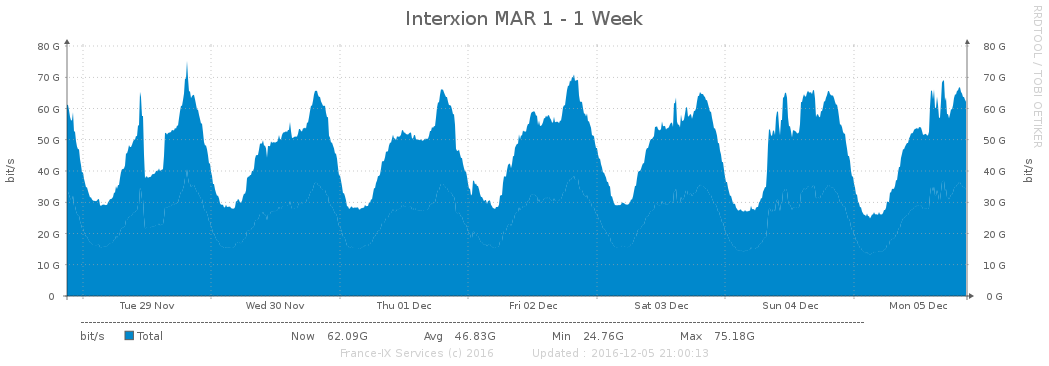 Interxion MAR 1 - 1 Week
RRDTOOL / TOBI OETIKER
bit/s
bit/s
80 G 80 G
70 G 70 G
60 G 60 G
50 G 50 G
40 G 40 G
30 G 30 G
20 G 20 G
10 G 10 G
0 0 G
Tue 29 Nov Wed 30 Nov Thu 01 Dec Fri 02 Dec Sat 03 Dec Sun 04 Dec Mon 05 Dec
bit/s Total Now 62.09G Avg 46.83G Min 24.76G Max 75.18G
France-IX Services (c) 2016 Updated : 2016-12-05 21:00:13